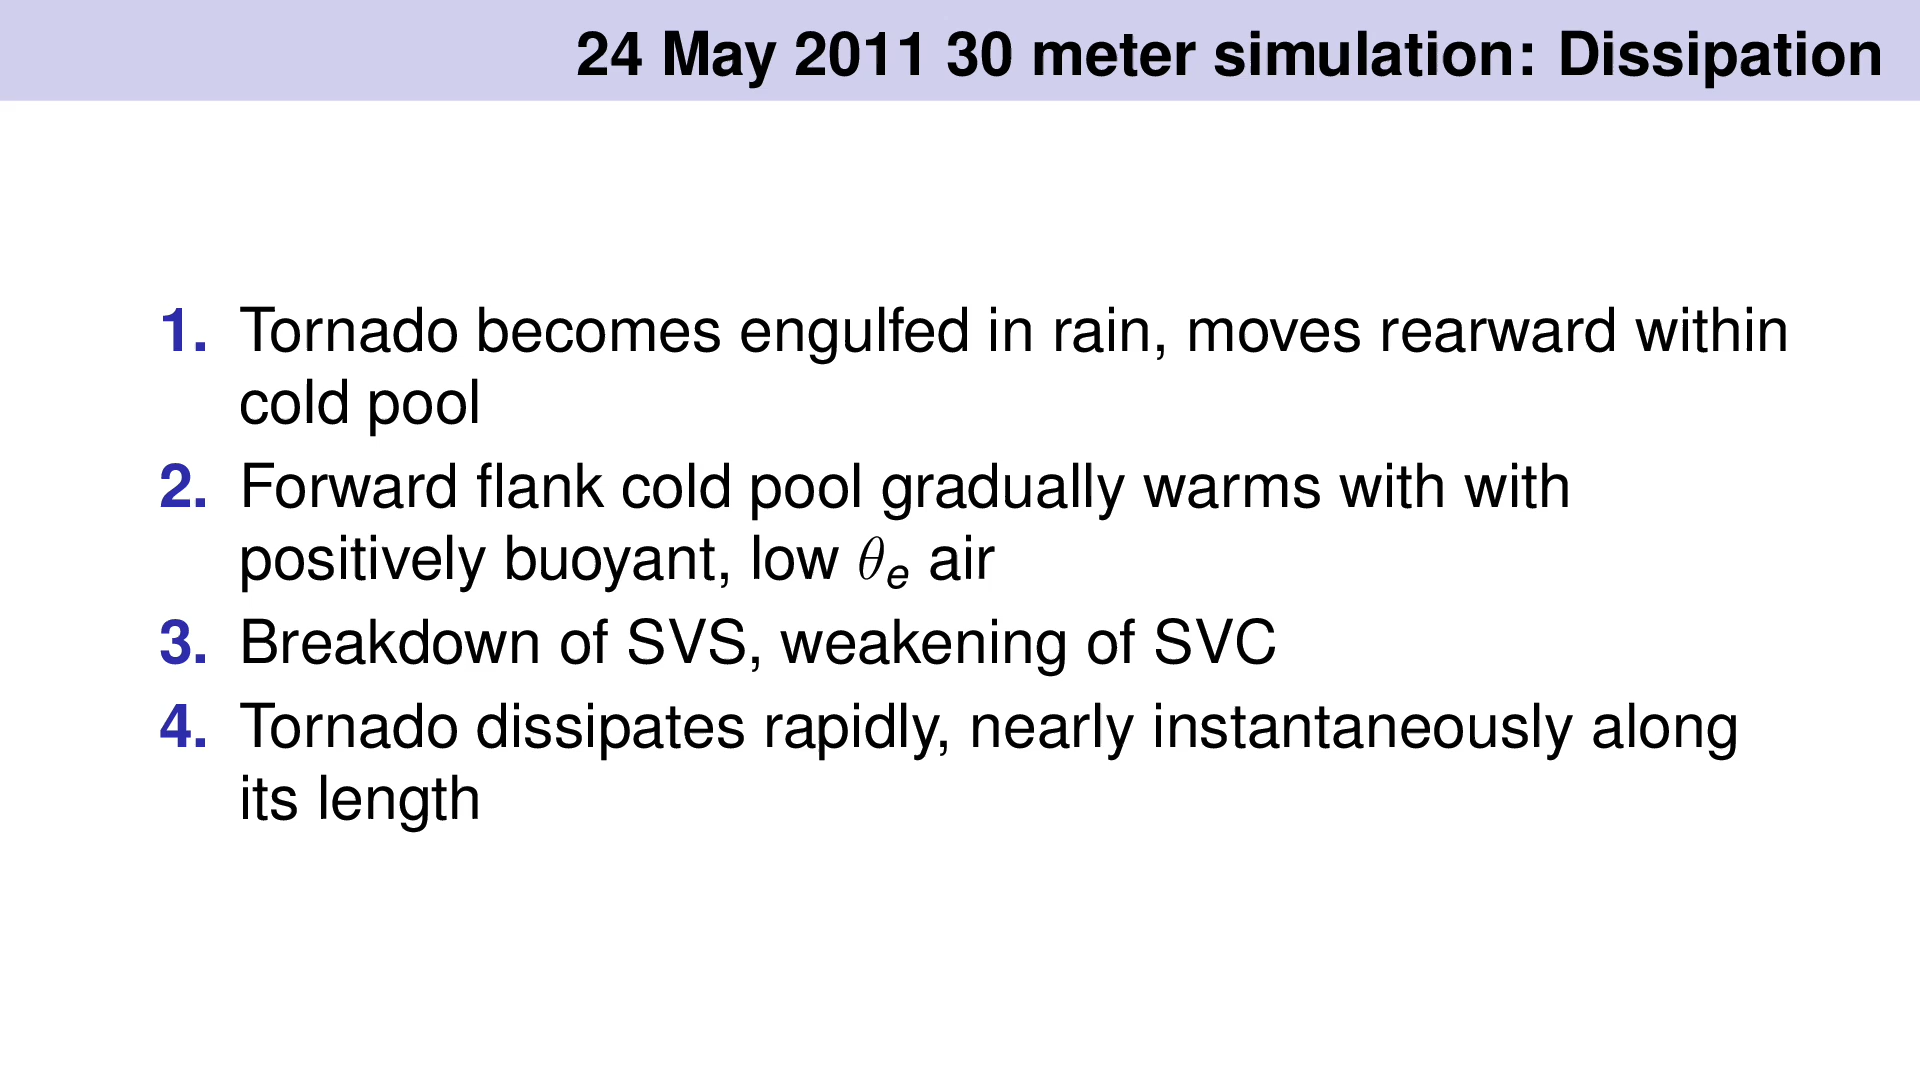 24 May 2011 30 meter simulation: Dissipation
1. Tornado becomes engulfed in rain, moves rearward within
cold pool
2. Forward flank cold pool gradually warms with with
positively buoyant, low θe air
3. Breakdown of SVS, weakening of SVC
4. Tornado dissipates rapidly, nearly instantaneously along
its length